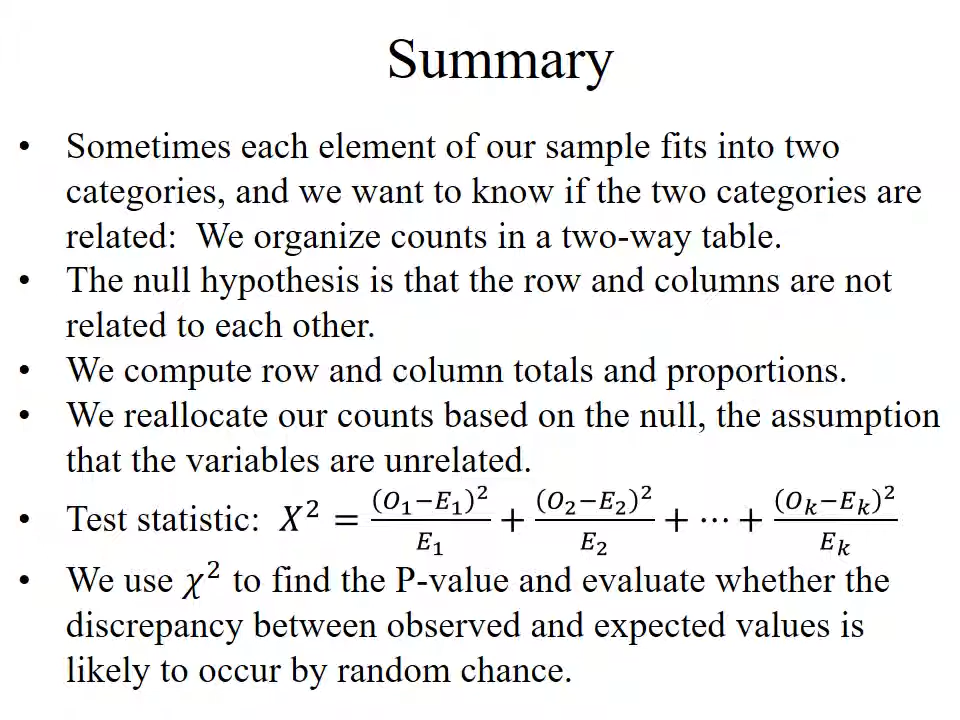 Summary
• Sometimes each element of our sample fits into two
categories, and we want to know if the two categories are
related:  We organize counts in a two-way table.
• The null hypothesis is that the row and columns are not
related to each other.
• We compute row and column totals and proportions.
• We reallocate our counts based on the null, the assumption
that the variables are unrelated.
• Test statistic:  X² = (O₁−E₁)²/E₁ + (O₂−E₂)²/E₂ + ⋯ + (Oₖ−Eₖ)²/Eₖ
• We use χ² to find the P-value and evaluate whether the
discrepancy between observed and expected values is
likely to occur by random chance.